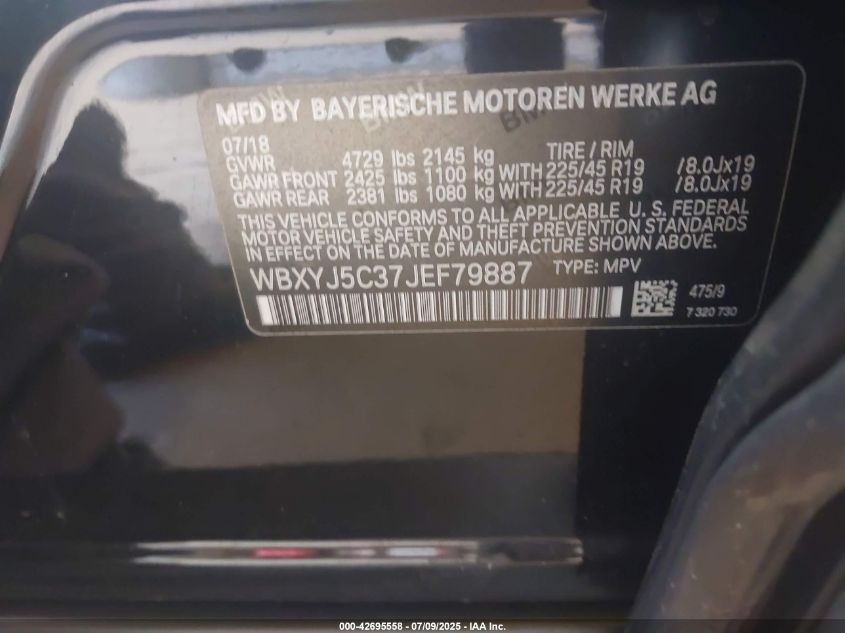 MFD BY BAYERISCHE MOTOREN WERKE AG
07/18 TIRE / RIM
GVWR 4729 lbs 2145 kg
GAWR FRONT 2425 lbs 1100 kg WITH 225/45 R19 /8.0Jx19
GAWR REAR 2381 lbs 1080 kg WITH 225/45 R19 /8.0Jx19
THIS VEHICLE CONFORMS TO ALL APPLICABLE U. S. FEDERAL
MOTOR VEHICLE SAFETY AND THEFT PREVENTION STANDARDS
IN EFFECT ON THE DATE OF MANUFACTURE SHOWN ABOVE.
WBXYJ5C37JEF79887 TYPE: MPV
475/9
7 320 730
000-42695558 - 07/09/2025 - IAA Inc.